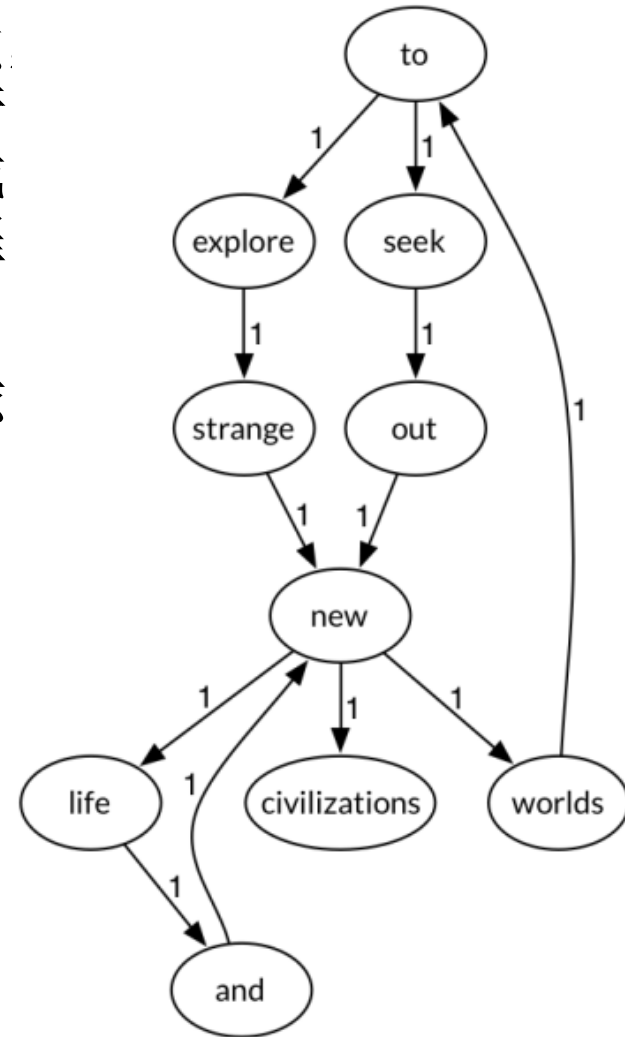 to
1 1
explore seek
1 1 1
strange out
1 1
new
1 1 1
life civilizations worlds
1
1
and